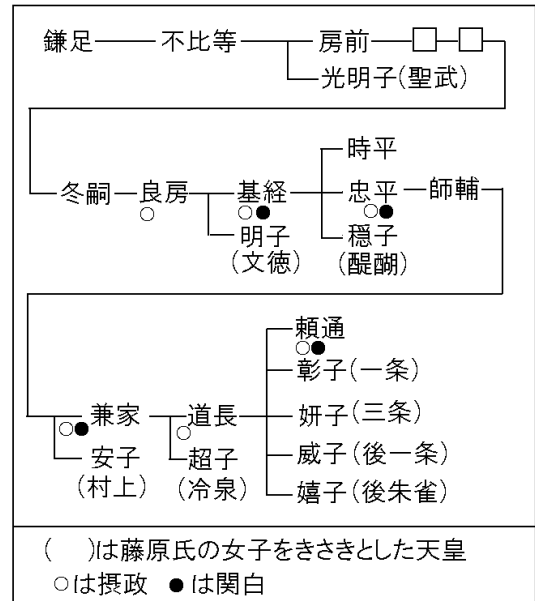 鎌足 不比等 房前 □ □
光明子(聖武)
時平
冬嗣 良房 基経 忠平 師輔
○ ○● ○●
明子 穏子
(文徳) (醍醐)
頼通
○●
彰子(一条)
兼家 道長 妍子(三条)
○● ○
安子 超子 威子(後一条)
(村上) (冷泉) 嬉子(後朱雀)
( )は藤原氏の女子をきさきとした天皇
○は摂政 ●は関白